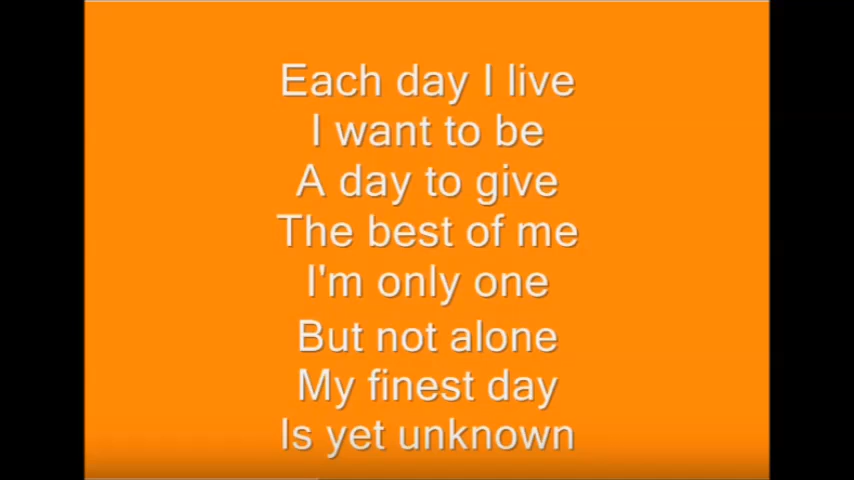 Each day I live
I want to be
A day to give
The best of me
I'm only one
But not alone
My finest day
Is yet unknown